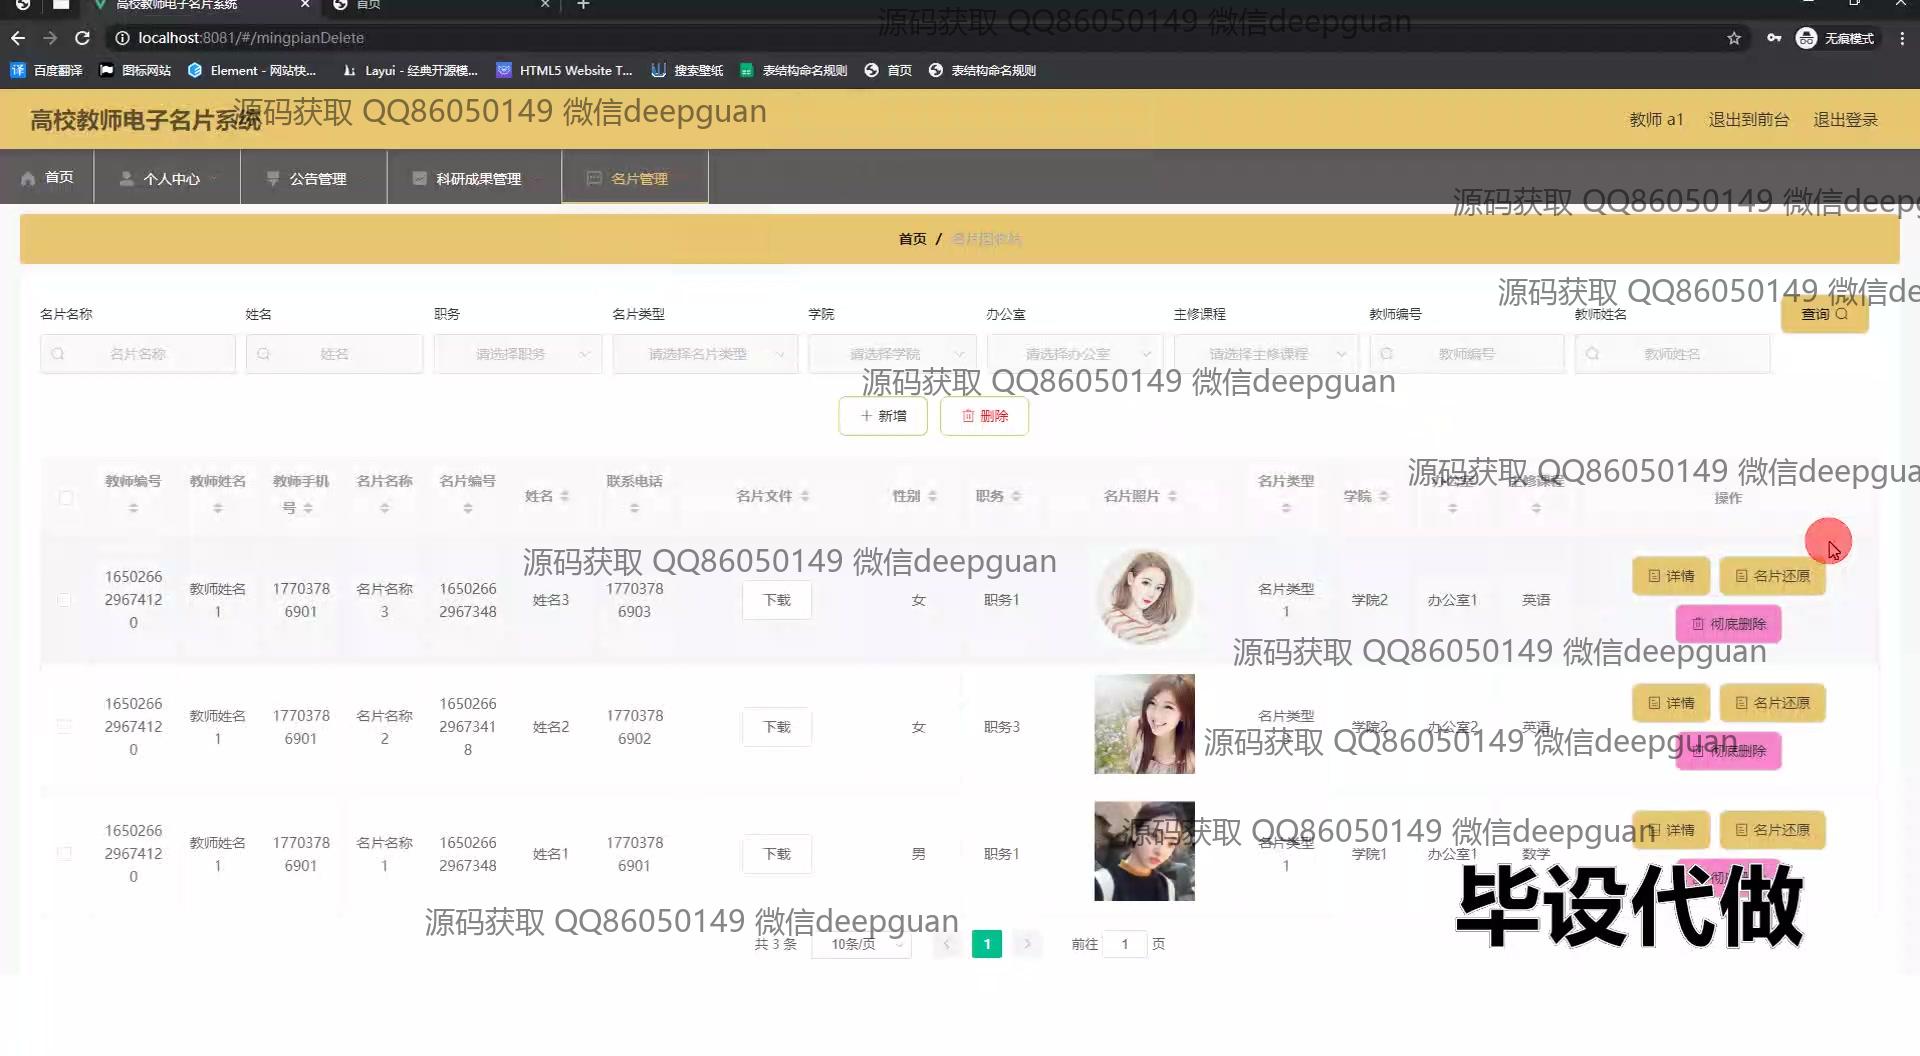 高校教师电子名片系统
首页
localhost:8081/#/mingpianDelete
无痕模式
百度翻译 图标网站 Element - 网站快... Layui - 经典开源模... HTML5 Website T... 搜索壁纸 表结构命名规则 首页 表结构命名规则
源码获取 QQ86050149 微信deepguan
高校教师电子名片系统
源码获取 QQ86050149 微信deepguan
教师 a1 退出到前台 退出登录
首页 个人中心 公告管理 科研成果管理 名片管理
源码获取 QQ86050149 微信deepg
首页 /
源码获取 QQ86050149 微信de
名片名称 姓名 职务 名片类型 学院 办公室 主修课程 教师编号 教师姓名
查询
名片名称 姓名 请选择职务 请选择名片类型 请选择学院 请选择办公室 请选择主修课程 教师编号 教师姓名
源码获取 QQ86050149 微信deepguan
新增 删除
源码获取 QQ86050149 微信deepgua
教师编号 教师姓名 教师手机号 名片名称 名片编号 姓名 联系电话 名片文件 性别 职务 名片照片 名片类型 学院 办公室 主修课程 操作
源码获取 QQ86050149 微信deepguan
1650266
2967412
0
教师姓名
1
1770378
6901
名片名称
3
1650266
2967348
姓名3
1770378
6903
下载
女
职务1
名片类型
1
学院2
办公室1
英语
详情 名片还原
彻底删除
源码获取 QQ86050149 微信deepguan
1650266
2967412
0
教师姓名
1
1770378
6901
名片名称
2
1650266
2967341
8
姓名2
1770378
6902
下载
女
职务3
名片类型
学院2
办公室2
英语
详情 名片还原
彻底删除
源码获取 QQ86050149 微信deepguan
1650266
2967412
0
教师姓名
1
1770378
6901
名片名称
1
1650266
2967348
姓名1
1770378
6901
下载
男
职务1
名片类型
1
学院1
办公室1
数学
详情 名片还原
源码获取 QQ86050149 微信deepguan
毕设代做
源码获取 QQ86050149 微信deepguan
共 3 条 10条/页 1 前往 1 页